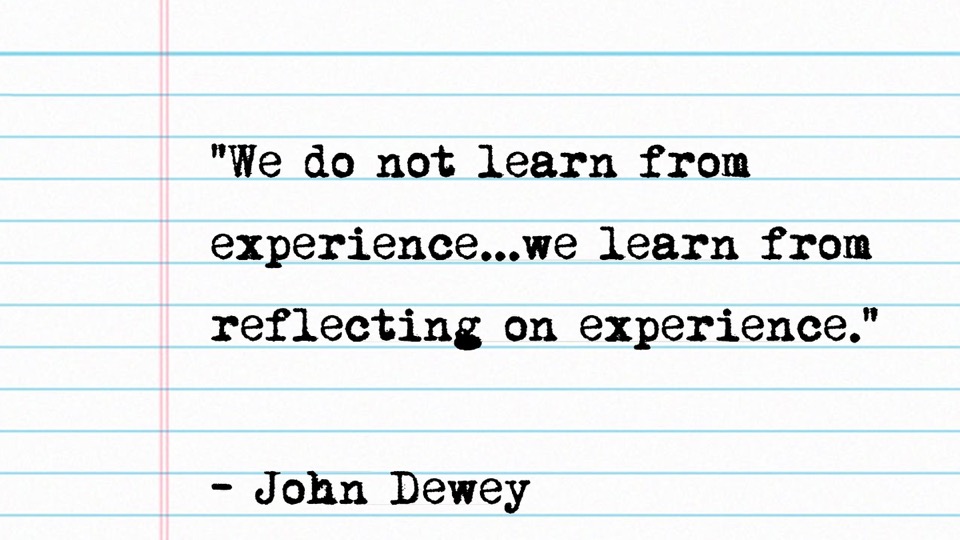 "We do not learn from
experience...we learn from
reflecting on experience."
- John Dewey